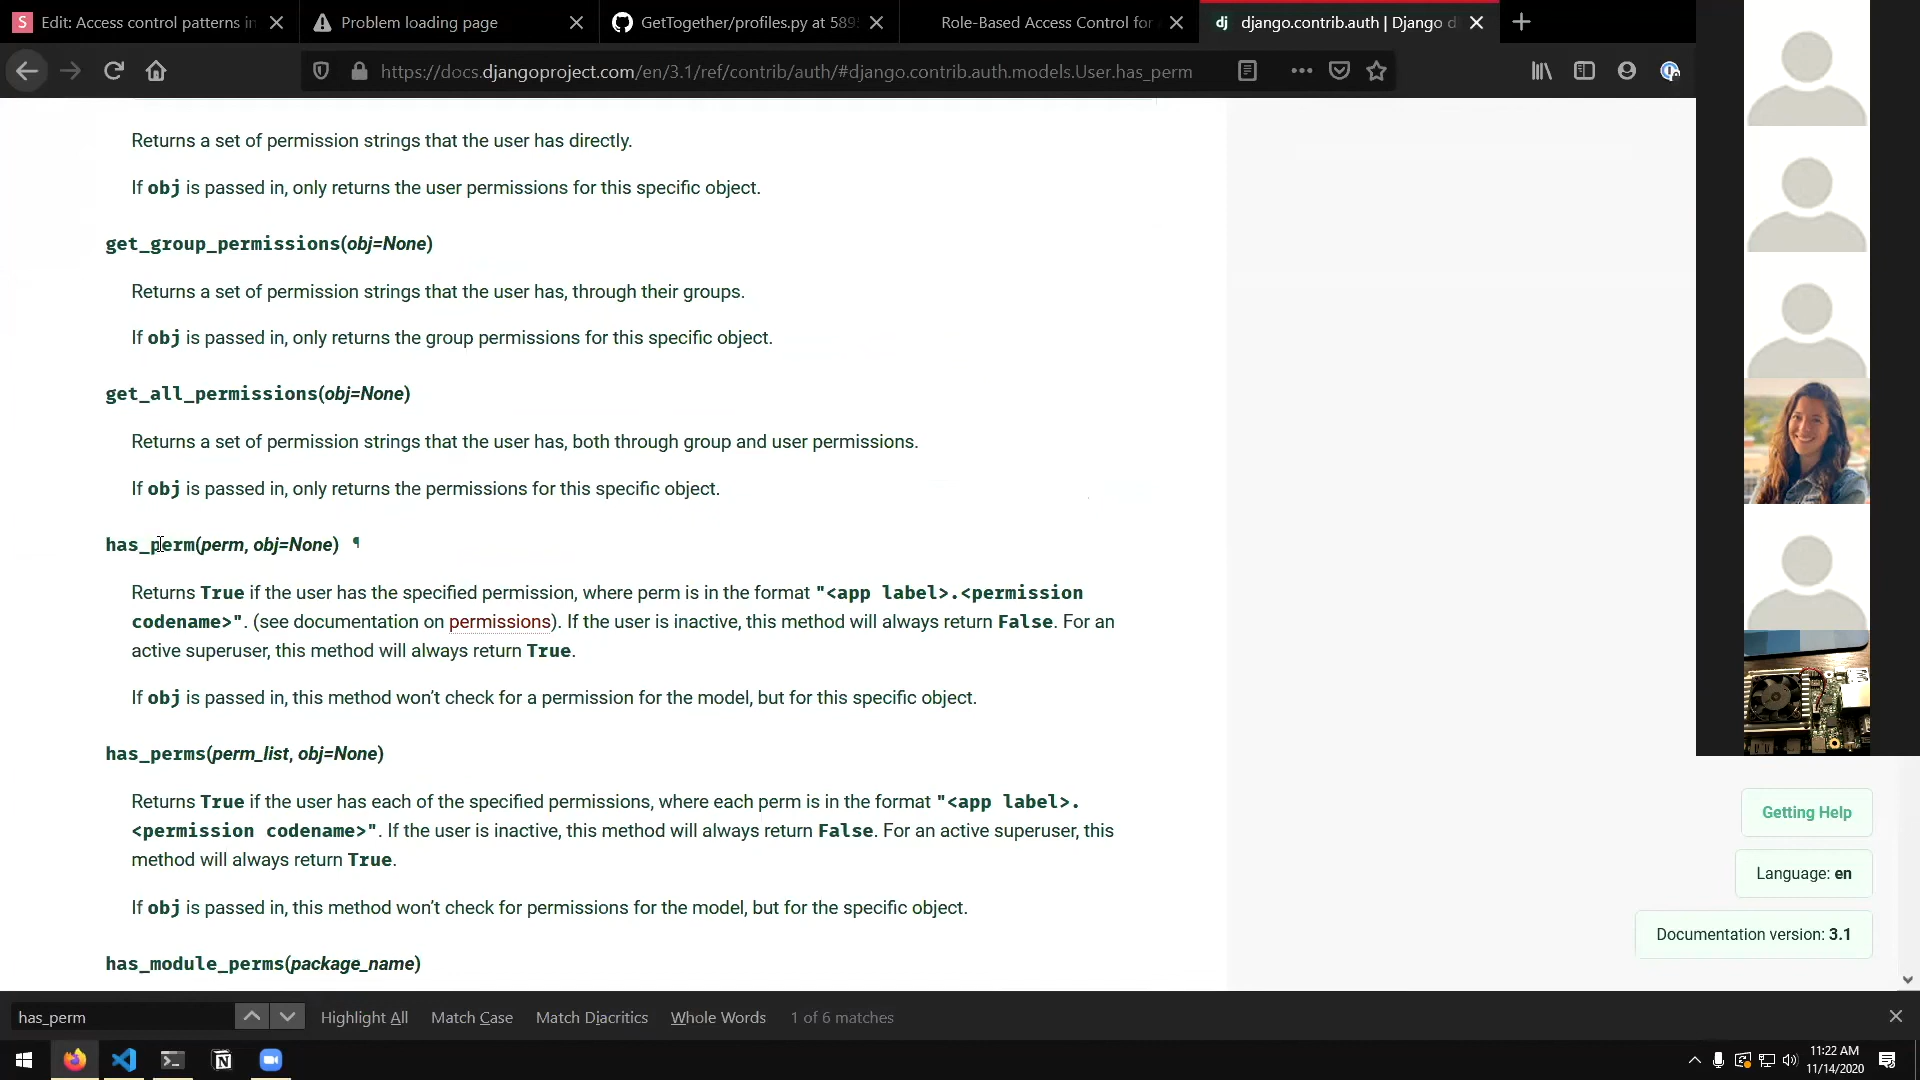 S Edit: Access control patterns in
Problem loading page
GetTogether/profiles.py at 589
Role-Based Access Control for
dj django.contrib.auth | Django d
https://docs.djangoproject.com/en/3.1/ref/contrib/auth/#django.contrib.auth.models.User.has_perm
Returns a set of permission strings that the user has directly.
If obj is passed in, only returns the user permissions for this specific object.
get_group_permissions(obj=None)
Returns a set of permission strings that the user has, through their groups.
If obj is passed in, only returns the group permissions for this specific object.
get_all_permissions(obj=None)
Returns a set of permission strings that the user has, both through group and user permissions.
If obj is passed in, only returns the permissions for this specific object.
has_perm(perm, obj=None) ¶
Returns True if the user has the specified permission, where perm is in the format "<app label>.<permission
codename>". (see documentation on permissions). If the user is inactive, this method will always return False. For an
active superuser, this method will always return True.
If obj is passed in, this method won't check for a permission for the model, but for this specific object.
has_perms(perm_list, obj=None)
Returns True if the user has each of the specified permissions, where each perm is in the format "<app label>.
<permission codename>". If the user is inactive, this method will always return False. For an active superuser, this
method will always return True.
If obj is passed in, this method won't check for permissions for the model, but for the specific object.
has_module_perms(package_name)
Getting Help
Language: en
Documentation version: 3.1
has_perm
Highlight All
Match Case
Match Diacritics
Whole Words
1 of 6 matches
11:22 AM
11/14/2020